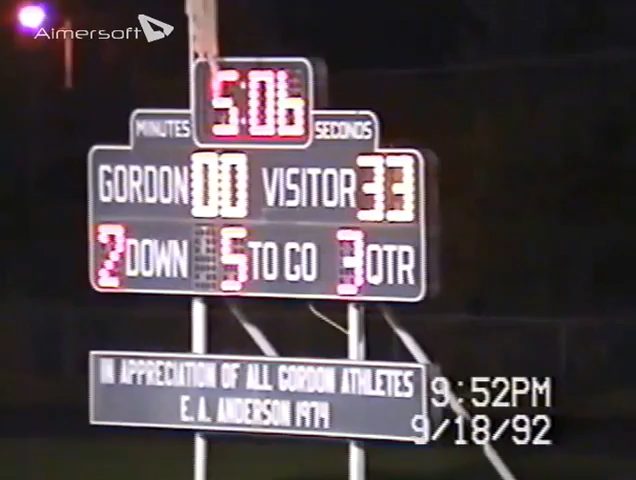 Aimersoft
5:06
MINUTES SECONDS
GORDON 00 VISITOR 33
2 DOWN 5 TO GO 3 QTR
IN APPRECIATION OF ALL GORDON ATHLETES
E. A. ANDERSON 1974
9:52PM
9/18/92